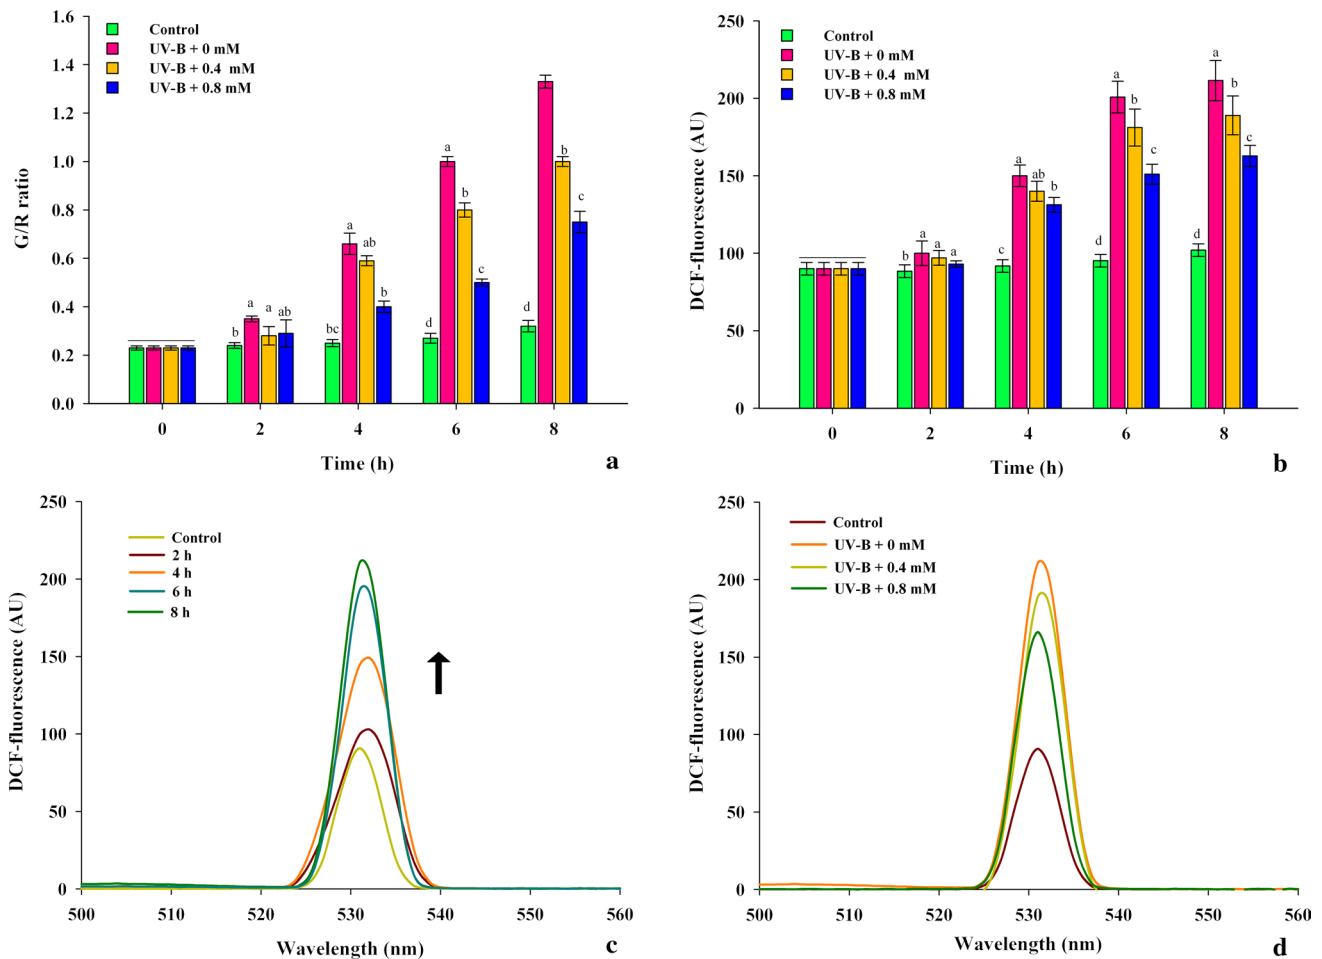 1.6
1.4
1.2
1.0
0.8
0.6
0.4
0.2
0.0
G/R ratio
Control
UV-B + 0 mM
UV-B + 0.4 mM
UV-B + 0.8 mM
b a a ab
bc a ab b
d a b c
d b c
0 2 4 6 8
Time (h)
a
250
200
150
100
50
0
DCF-fluorescence (AU)
Control
UV-B + 0 mM
UV-B + 0.4 mM
UV-B + 0.8 mM
b a a a
c a ab b
d a b c
d a b c
0 2 4 6 8
Time (h)
b
250
200
150
100
50
0
DCF-fluorescence (AU)
Control
2 h
4 h
6 h
8 h
500 510 520 530 540 550 560
Wavelength (nm)
c
250
200
150
100
50
0
DCF-fluorescence (AU)
Control
UV-B + 0 mM
UV-B + 0.4 mM
UV-B + 0.8 mM
500 510 520 530 540 550 560
Wavelength (nm)
d